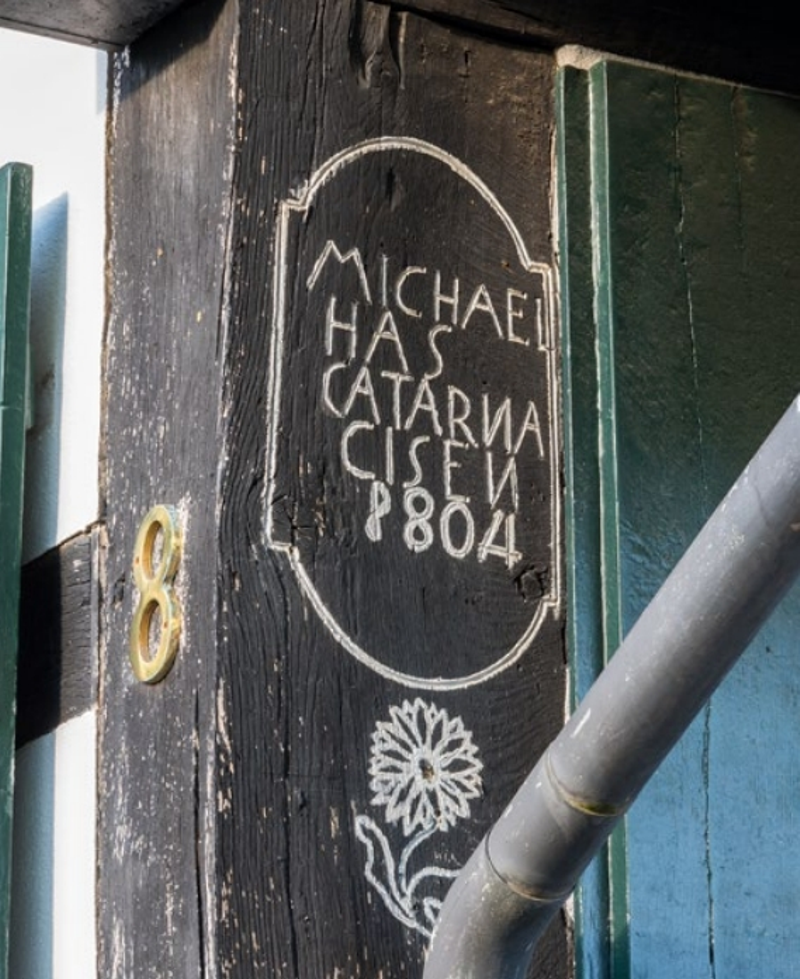 MICHAEL
HAS
CATARNA
CISEN
1804
8